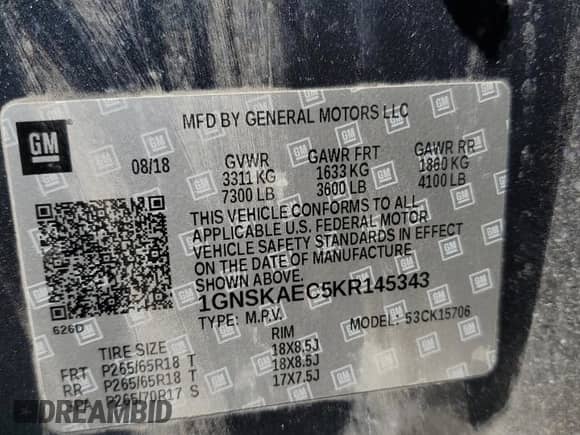 MFD BY GENERAL MOTORS LLC
GM
08/18
GVWR
3311 KG
7300 LB
GAWR FRT
1633 KG
3600 LB
GAWR RR
1860 KG
4100 LB
THIS VEHICLE CONFORMS TO ALL
APPLICABLE U.S. FEDERAL MOTOR
VEHICLE SAFETY STANDARDS IN EFFECT
ON THE DATE OF MANUFACTURE
SHOWN ABOVE.
1GNSKAEC5KR145343
TYPE: M.P.V.
MODEL: 53CK15706
626D
TIRE SIZE
RIM
FRT P265/65R18 T 18X8.5J
RR P265/65R18 T 18X8.5J
P265/70R17 S 17X7.5J
DREAMBID